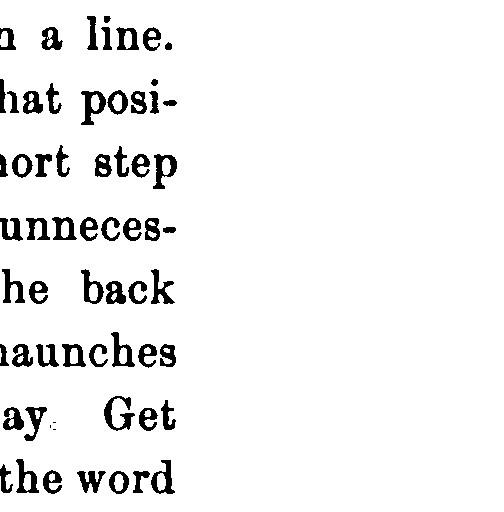 n a line.
hat posi-
hort step
unneces-
he back
haunches
ay. Get
the word